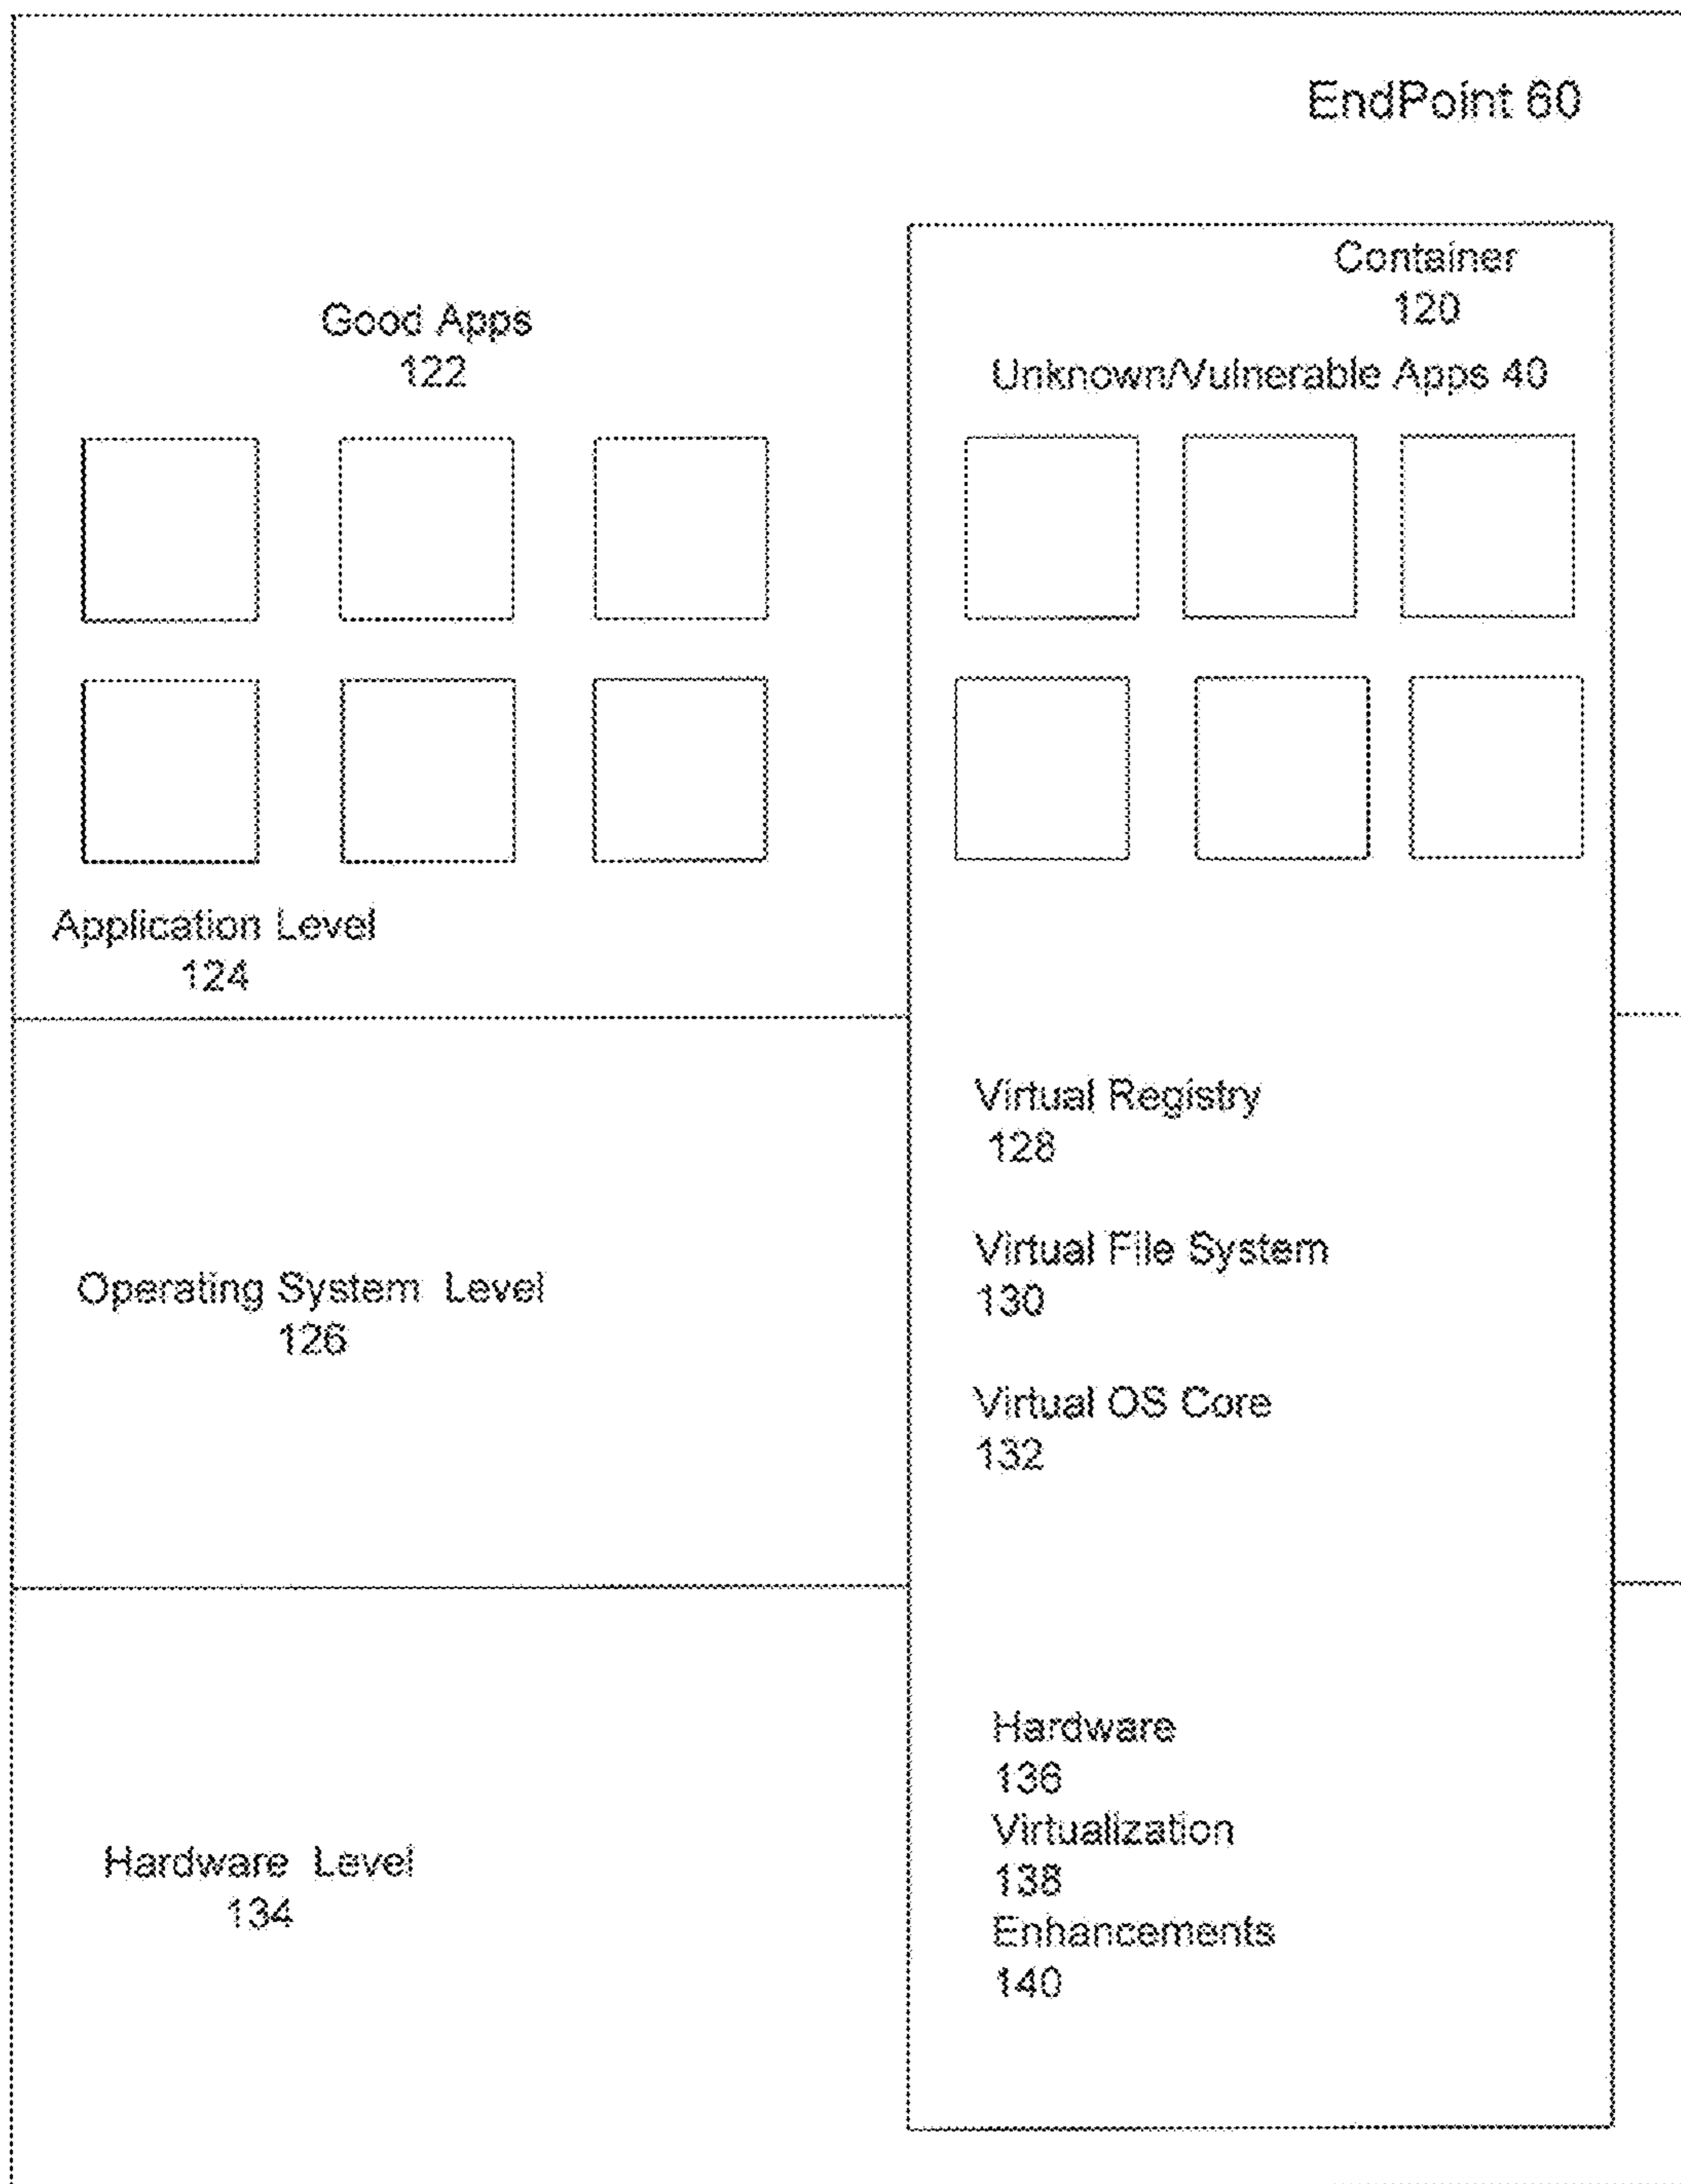 EndPoint 60
Container
120
Good Apps
122
Unknown/Vulnerable Apps 40
Application Level
124
Virtual Registry
128
Virtual File System
130
Operating System Level
126
Virtual OS Core
132
Hardware
136
Virtualization
138
Enhancements
140
Hardware Level
134